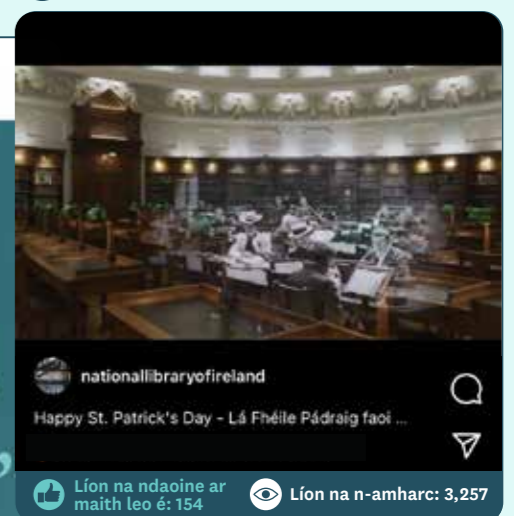 nationallibraryofireland
Happy St. Patrick's Day - Lá Fhéile Pádraig faoi ...
Líon na ndaoine ar
maith leo é: 154
Líon na n-amharc: 3,257